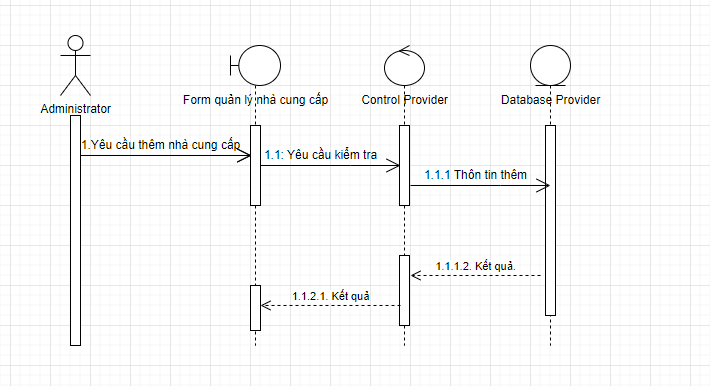 Administrator
Form quản lý nhà cung cấp
Control Provider
Database Provider
1.Yêu cầu thêm nhà cung cấp
1.1: Yêu cầu kiểm tra
1.1.1 Thôn tin thêm
1.1.1.2. Kết quả.
1.1.2.1. Kết quả